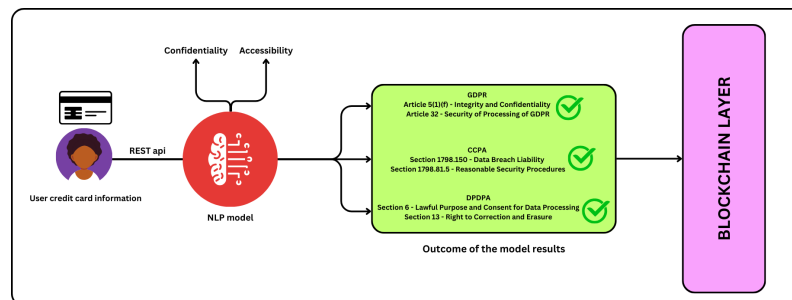 Confidentiality
Accessibility
REST api
User credit card information
NLP model
GDPR
Article 5(1)(f) - Integrity and Confidentiality
Article 32 - Security of Processing of GDPR
CCPA
Section 1798.150 - Data Breach Liability
Section 1798.81.5 - Reasonable Security Procedures
DPDPA
Section 6 - Lawful Purpose and Consent for Data Processing
Section 13 - Right to Correction and Erasure
Outcome of the model results
BLOCKCHAIN LAYER